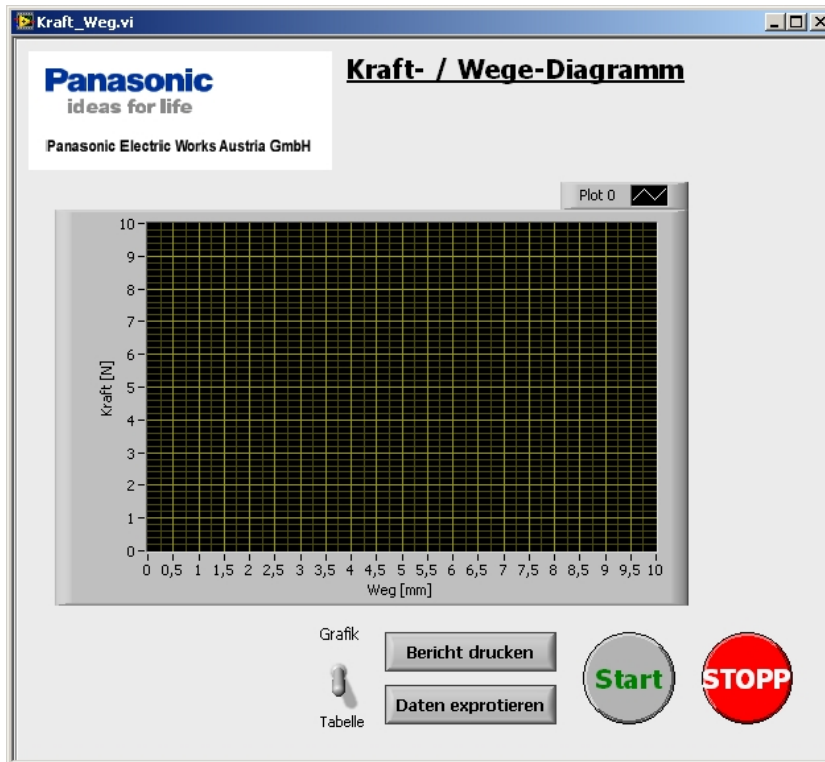 Kraft_Weg.vi
Panasonic
ideas for life
Panasonic Electric Works Austria GmbH
Kraft- / Wege-Diagramm
Plot 0
10
9
8
7
6
5
4
3
2
1
0
Kraft [N]
0 0,5 1 1,5 2 2,5 3 3,5 4 4,5 5 5,5 6 6,5 7 7,5 8 8,5 9 9,5 10
Weg [mm]
Grafik
Tabelle
Bericht drucken
Daten exprotieren
Start
STOPP